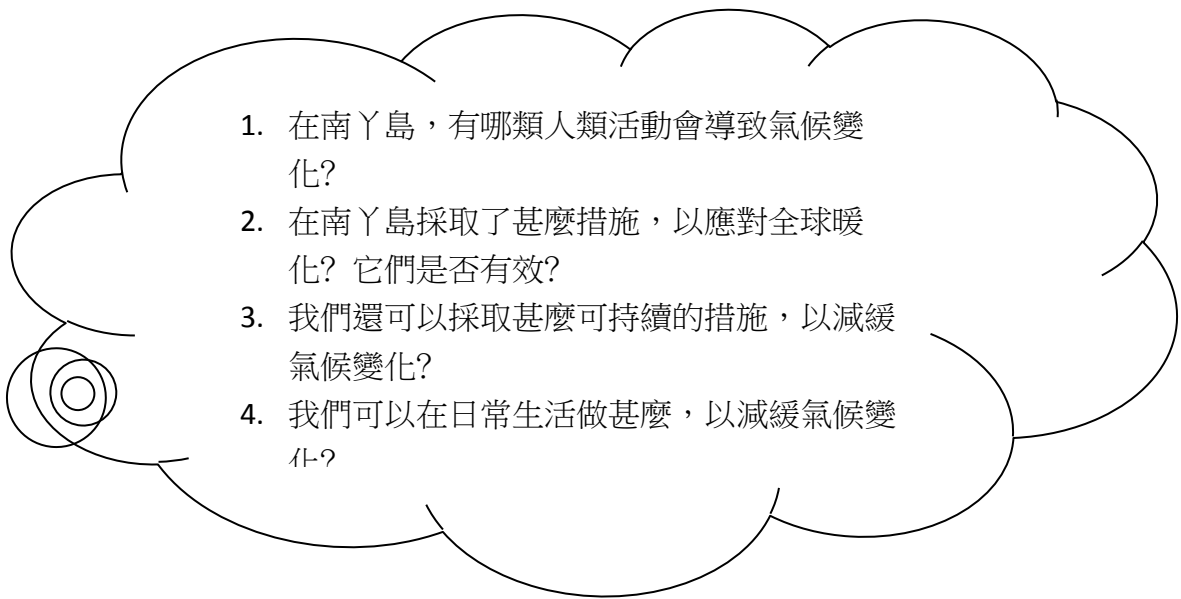 1. 在南丫島，有哪類人類活動會導致氣候變
化?
2. 在南丫島採取了甚麼措施，以應對全球暖
化? 它們是否有效?
3. 我們還可以採取甚麼可持續的措施，以減緩
氣候變化?
4. 我們可以在日常生活做甚麼，以減緩氣候變
化?